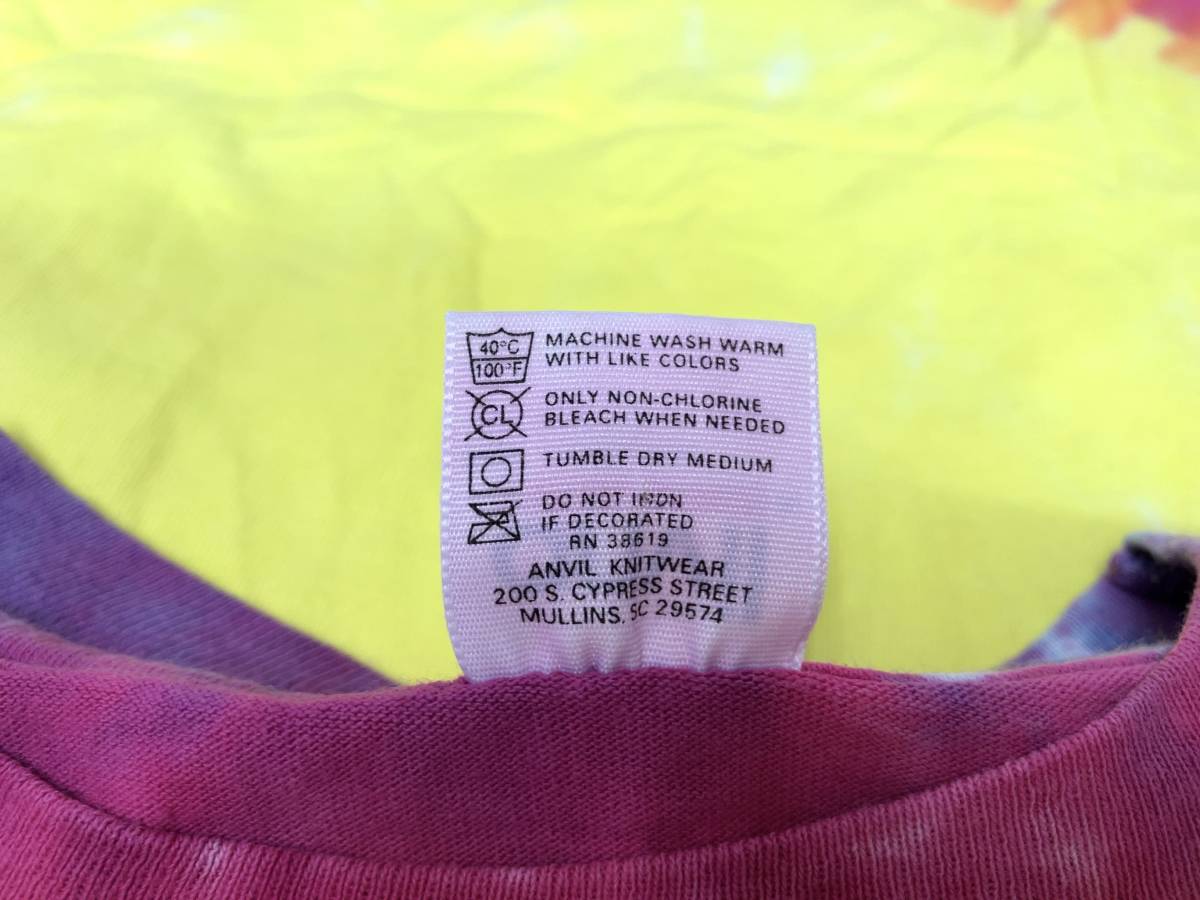 40°C
100°F
MACHINE WASH WARM
WITH LIKE COLORS
CL
ONLY NON-CHLORINE
BLEACH WHEN NEEDED
TUMBLE DRY MEDIUM
DO NOT IRON
IF DECORATED
RN 38619
ANVIL KNITWEAR
200 S. CYPRESS STREET
MULLINS, SC 29574